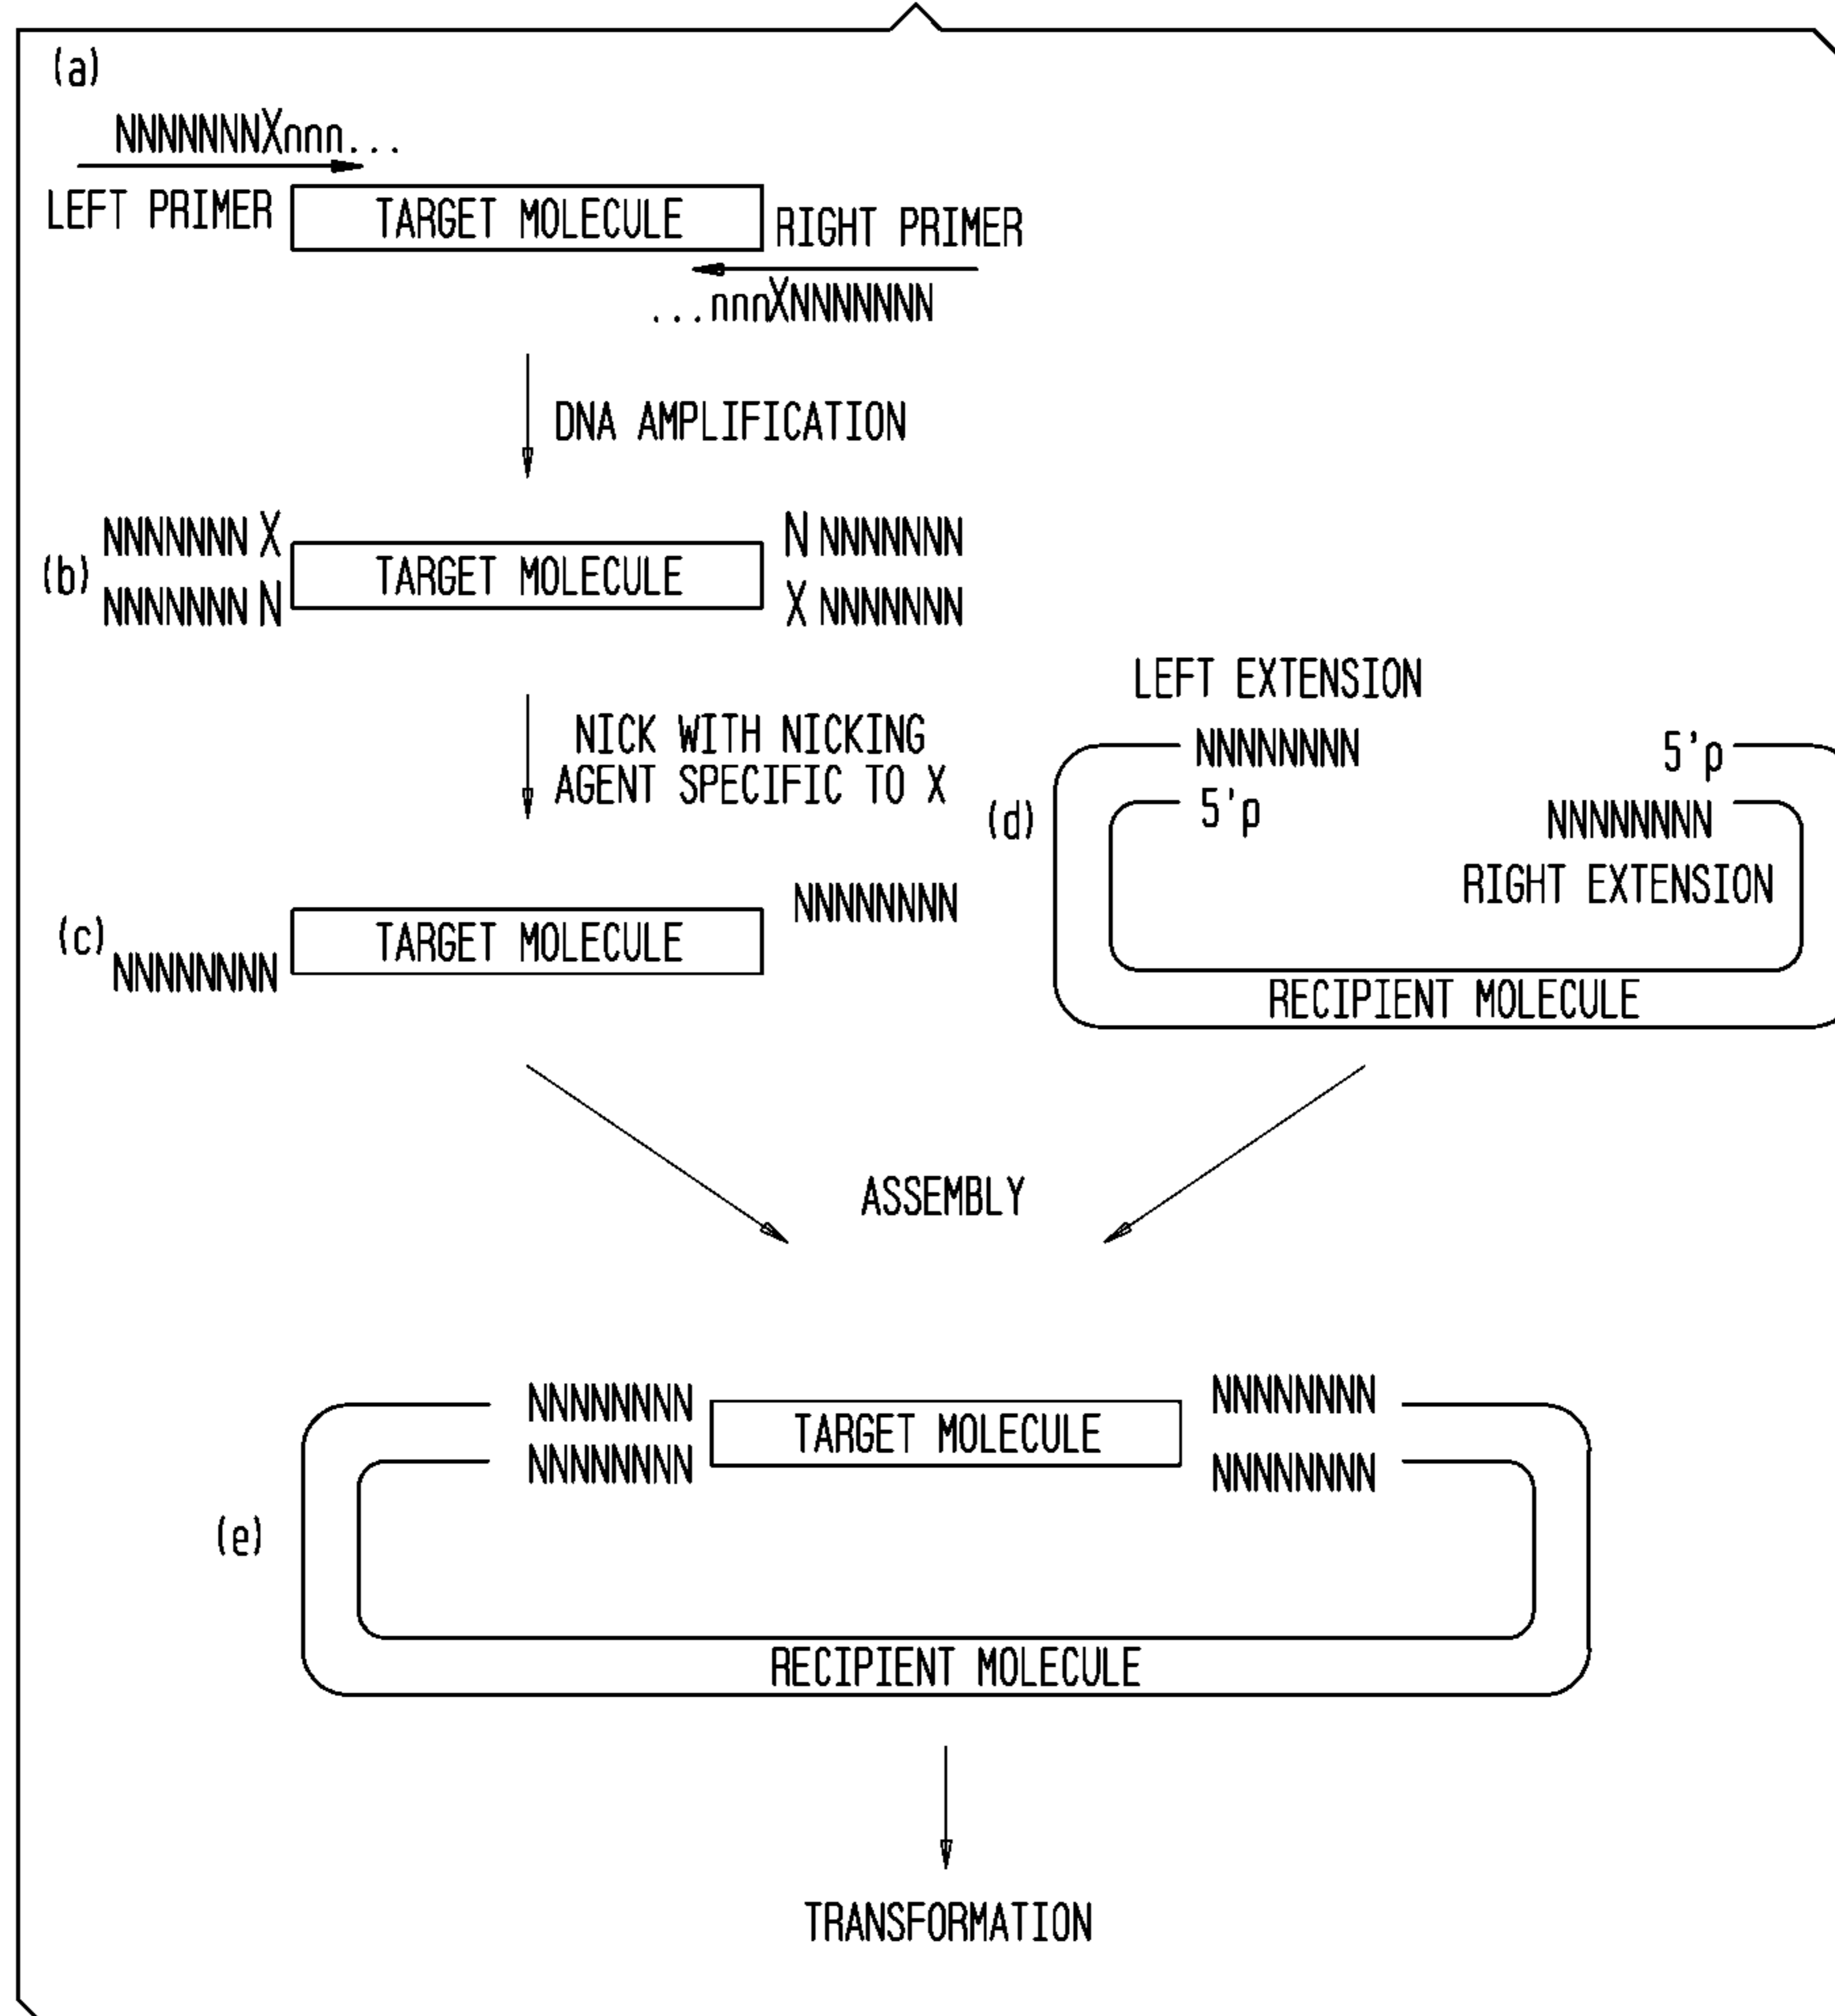 (a)
NNNNNNNXnnn...
LEFT PRIMER
TARGET MOLECULE
RIGHT PRIMER
...nnnXNNNNNNN
DNA AMPLIFICATION
(b)
NNNNNNN X
N NNNNNNN
TARGET MOLECULE
NNNNNNN N
X NNNNNNN
NICK WITH NICKING
AGENT SPECIFIC TO X
(c)
NNNNNNNN
TARGET MOLECULE
NNNNNNNN
LEFT EXTENSION
NNNNNNNN
5'p
(d)
5'p
NNNNNNNN
RIGHT EXTENSION
RECIPIENT MOLECULE
ASSEMBLY
NNNNNNNN
NNNNNNNN
TARGET MOLECULE
NNNNNNNN
NNNNNNNN
(e)
RECIPIENT MOLECULE
TRANSFORMATION